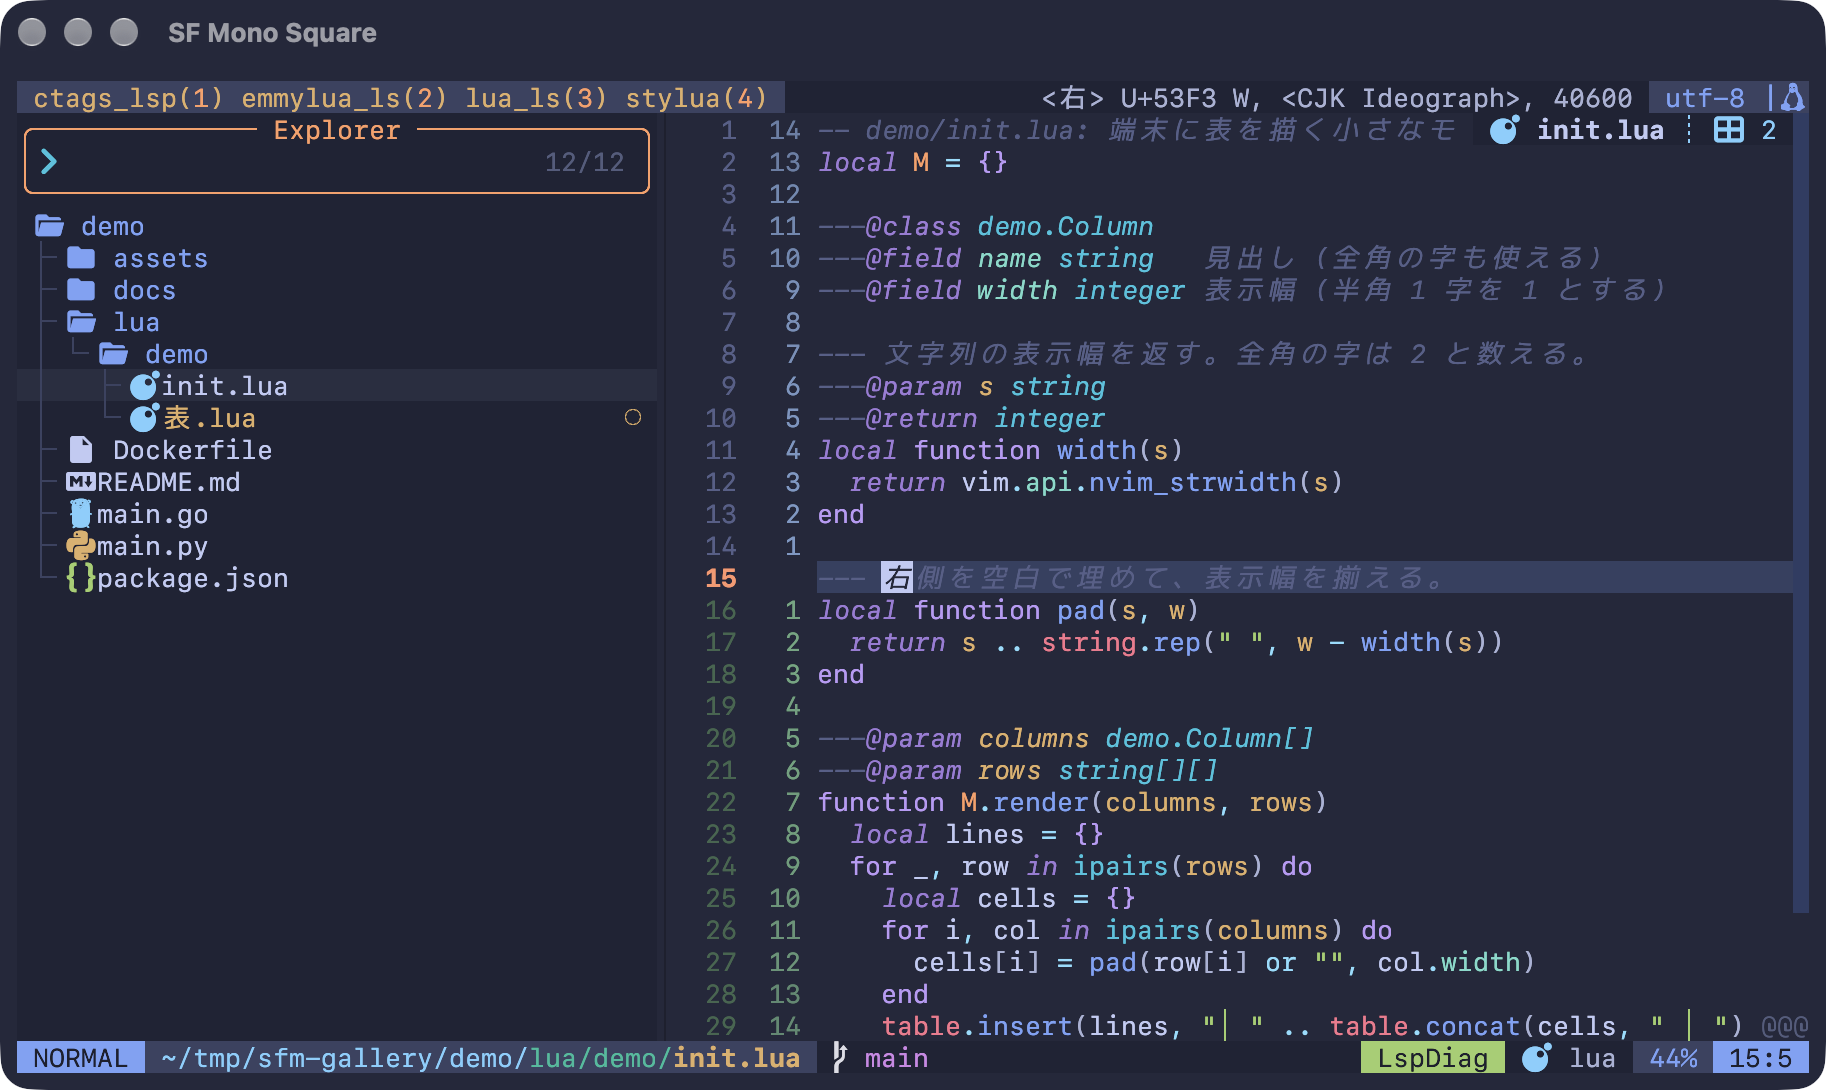 SF Mono Square
ctags_lsp(1) emmylua_ls(2) lua_ls(3) stylua(4)
<右> U+53F3 W, <CJK Ideograph>, 40600 utf-8 |
Explorer
12/12
demo
assets
docs
lua
demo
init.lua
表.lua
Dockerfile
README.md
main.go
main.py
package.json
init.lua 2
1 14 -- demo/init.lua: 端末に表を描く小さなモ
2 13 local M = {}
3 12
4 11 ---@class demo.Column
5 10 ---@field name string 見出し (全角の字も使える)
6 9 ---@field width integer 表示幅 (半角 1 字を 1 とする)
7 8
8 7 --- 文字列の表示幅を返す。全角の字は 2 と数える。
9 6 ---@param s string
10 5 ---@return integer
11 4 local function width(s)
12 3 return vim.api.nvim_strwidth(s)
13 2 end
14 1
15 --- 右側を空白で埋めて、表示幅を揃える。
16 1 local function pad(s, w)
17 2 return s .. string.rep(" ", w - width(s))
18 3 end
19 4
20 5 ---@param columns demo.Column[]
21 6 ---@param rows string[][]
22 7 function M.render(columns, rows)
23 8 local lines = {}
24 9 for _, row in ipairs(rows) do
25 10 local cells = {}
26 11 for i, col in ipairs(columns) do
27 12 cells[i] = pad(row[i] or "", col.width)
28 13 end
29 14 table.insert(lines, "│ " .. table.concat(cells, " │ ") @@@
NORMAL ~/tmp/sfm-gallery/demo/lua/demo/init.lua main LspDiag lua 44% 15:5